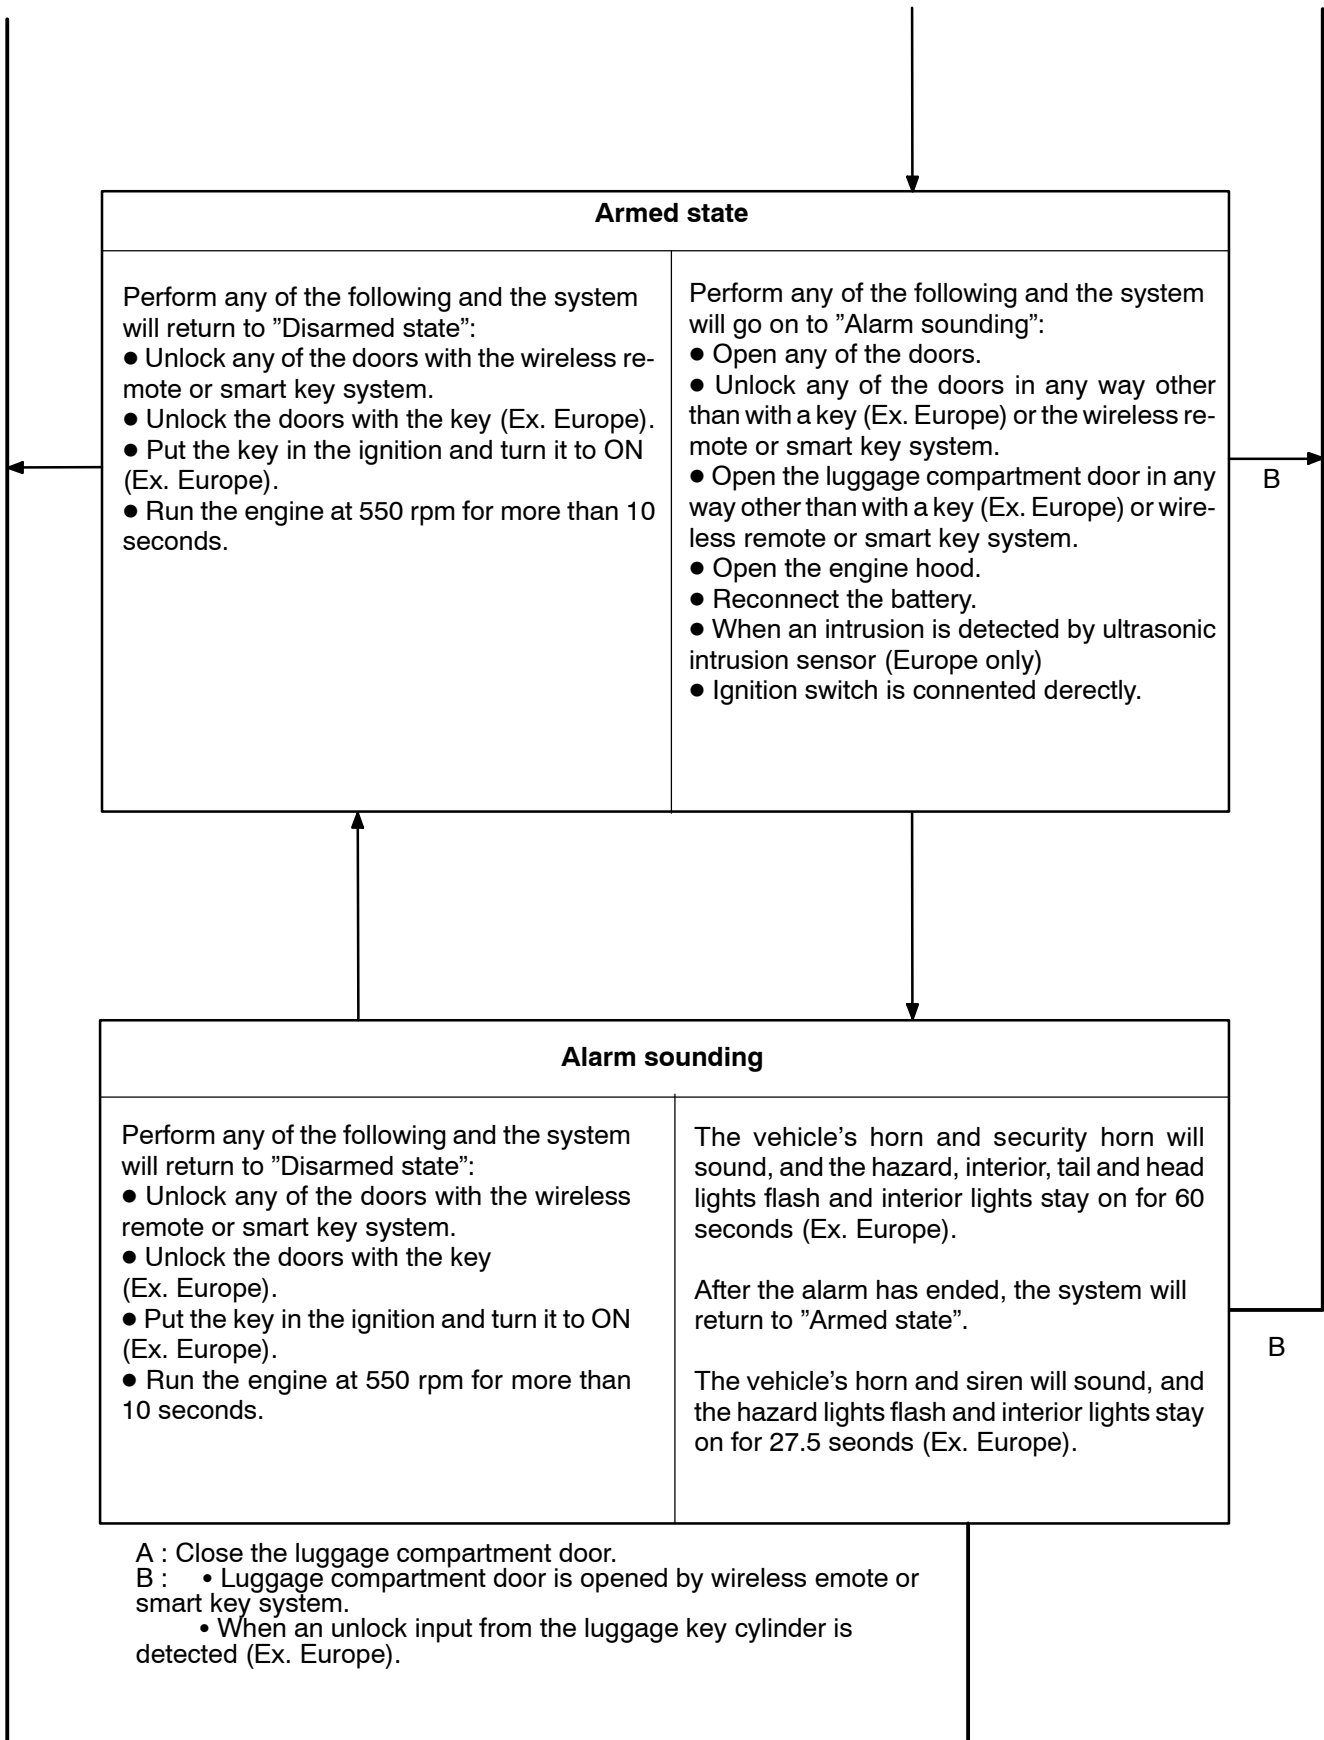 Armed state
Perform any of the following and the system
will return to ”Disarmed state”:
● Unlock any of the doors with the wireless re-
mote or smart key system.
● Unlock the doors with the key (Ex. Europe).
● Put the key in the ignition and turn it to ON
(Ex. Europe).
● Run the engine at 550 rpm for more than 10
seconds.
Perform any of the following and the system
will go on to ”Alarm sounding”:
● Open any of the doors.
● Unlock any of the doors in any way other
than with a key (Ex. Europe) or the wireless re-
mote or smart key system.
● Open the luggage compartment door in any
way other than with a key (Ex. Europe) or wire-
less remote or smart key system.
● Open the engine hood.
● Reconnect the battery.
● When an intrusion is detected by ultrasonic
intrusion sensor (Europe only)
● Ignition switch is connented derectly.
B
Alarm sounding
Perform any of the following and the system
will return to ”Disarmed state”:
● Unlock any of the doors with the wireless
remote or smart key system.
● Unlock the doors with the key
(Ex. Europe).
● Put the key in the ignition and turn it to ON
(Ex. Europe).
● Run the engine at 550 rpm for more than
10 seconds.
The vehicle’s horn and security horn will
sound, and the hazard, interior, tail and head
lights flash and interior lights stay on for 60
seconds (Ex. Europe).
After the alarm has ended, the system will
return to ”Armed state”.
The vehicle’s horn and siren will sound, and
the hazard lights flash and interior lights stay
on for 27.5 seonds (Ex. Europe).
B
A : Close the luggage compartment door.
B : • Luggage compartment door is opened by wireless emote or
smart key system.
• When an unlock input from the luggage key cylinder is
detected (Ex. Europe).